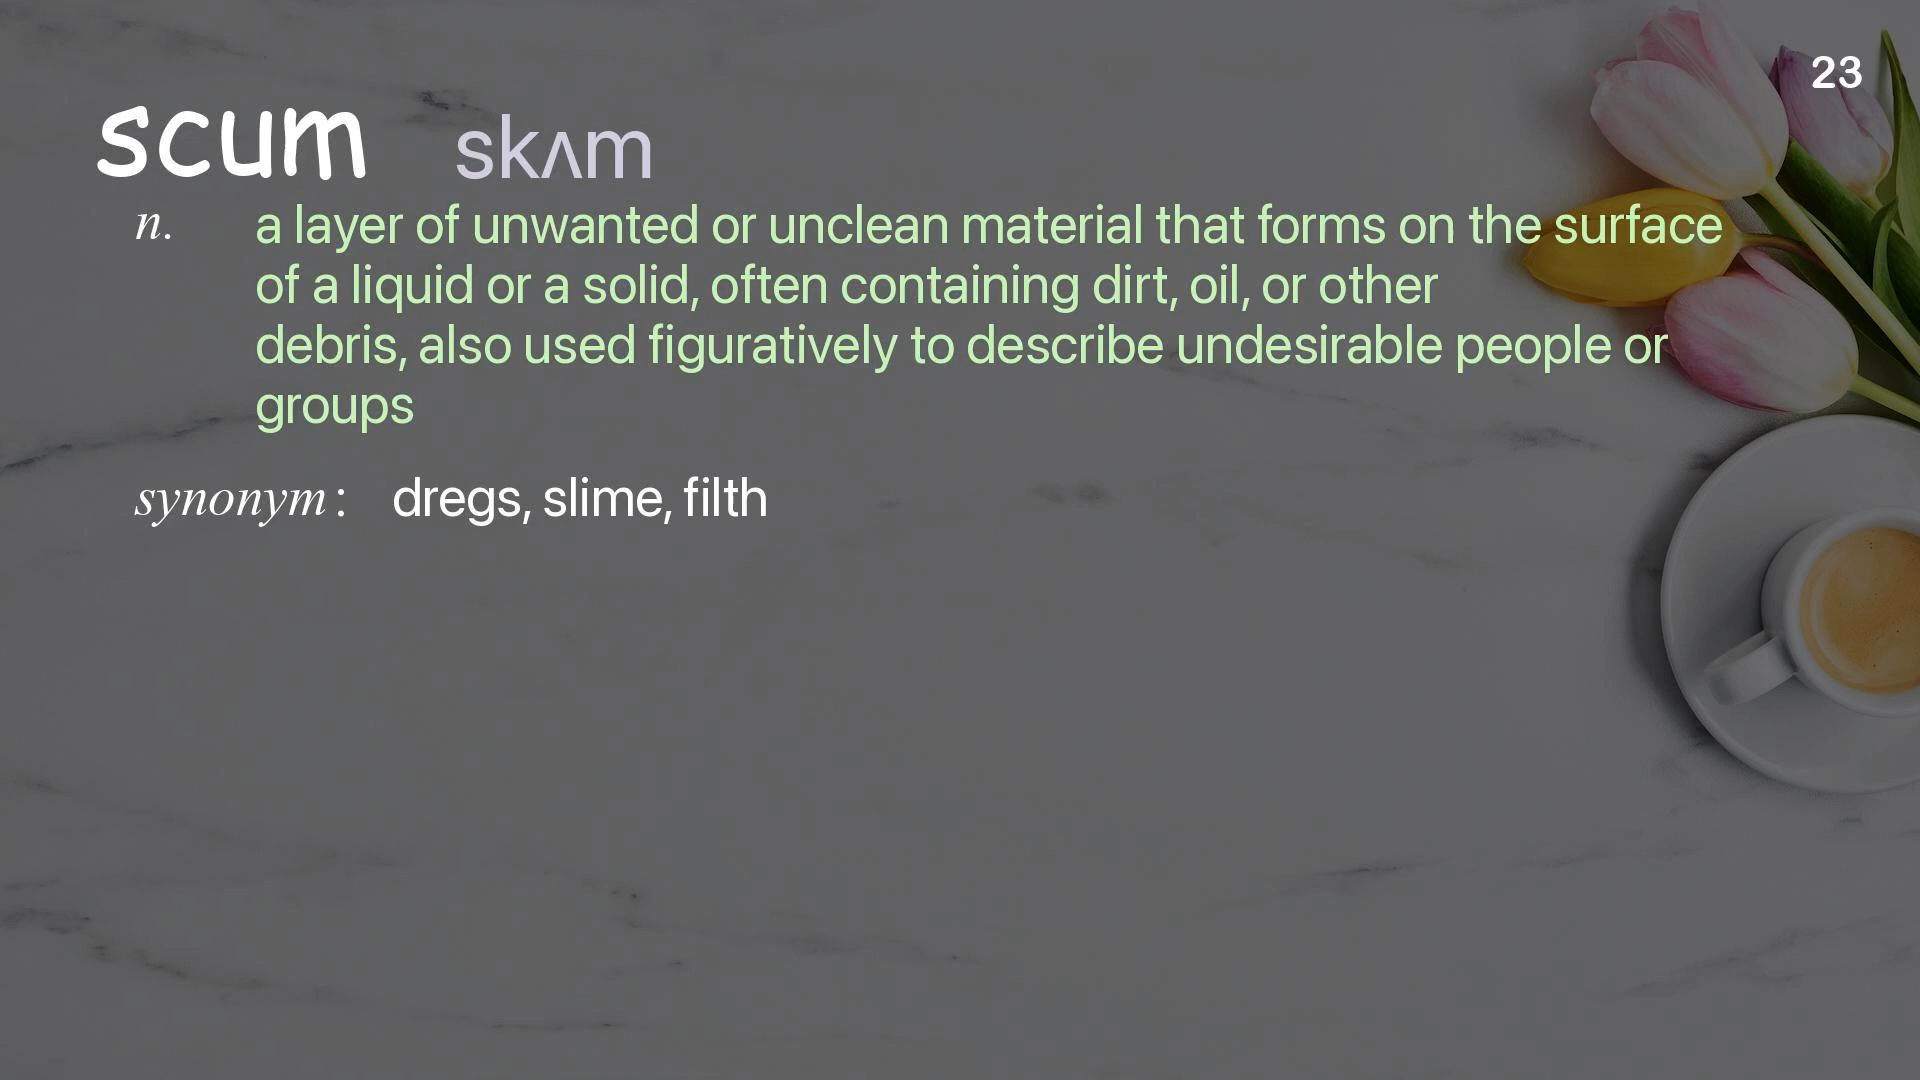 23
scum skʌm
n. a layer of unwanted or unclean material that forms on the surface
of a liquid or a solid, often containing dirt, oil, or other
debris, also used figuratively to describe undesirable people or
groups
synonym: dregs, slime, filth